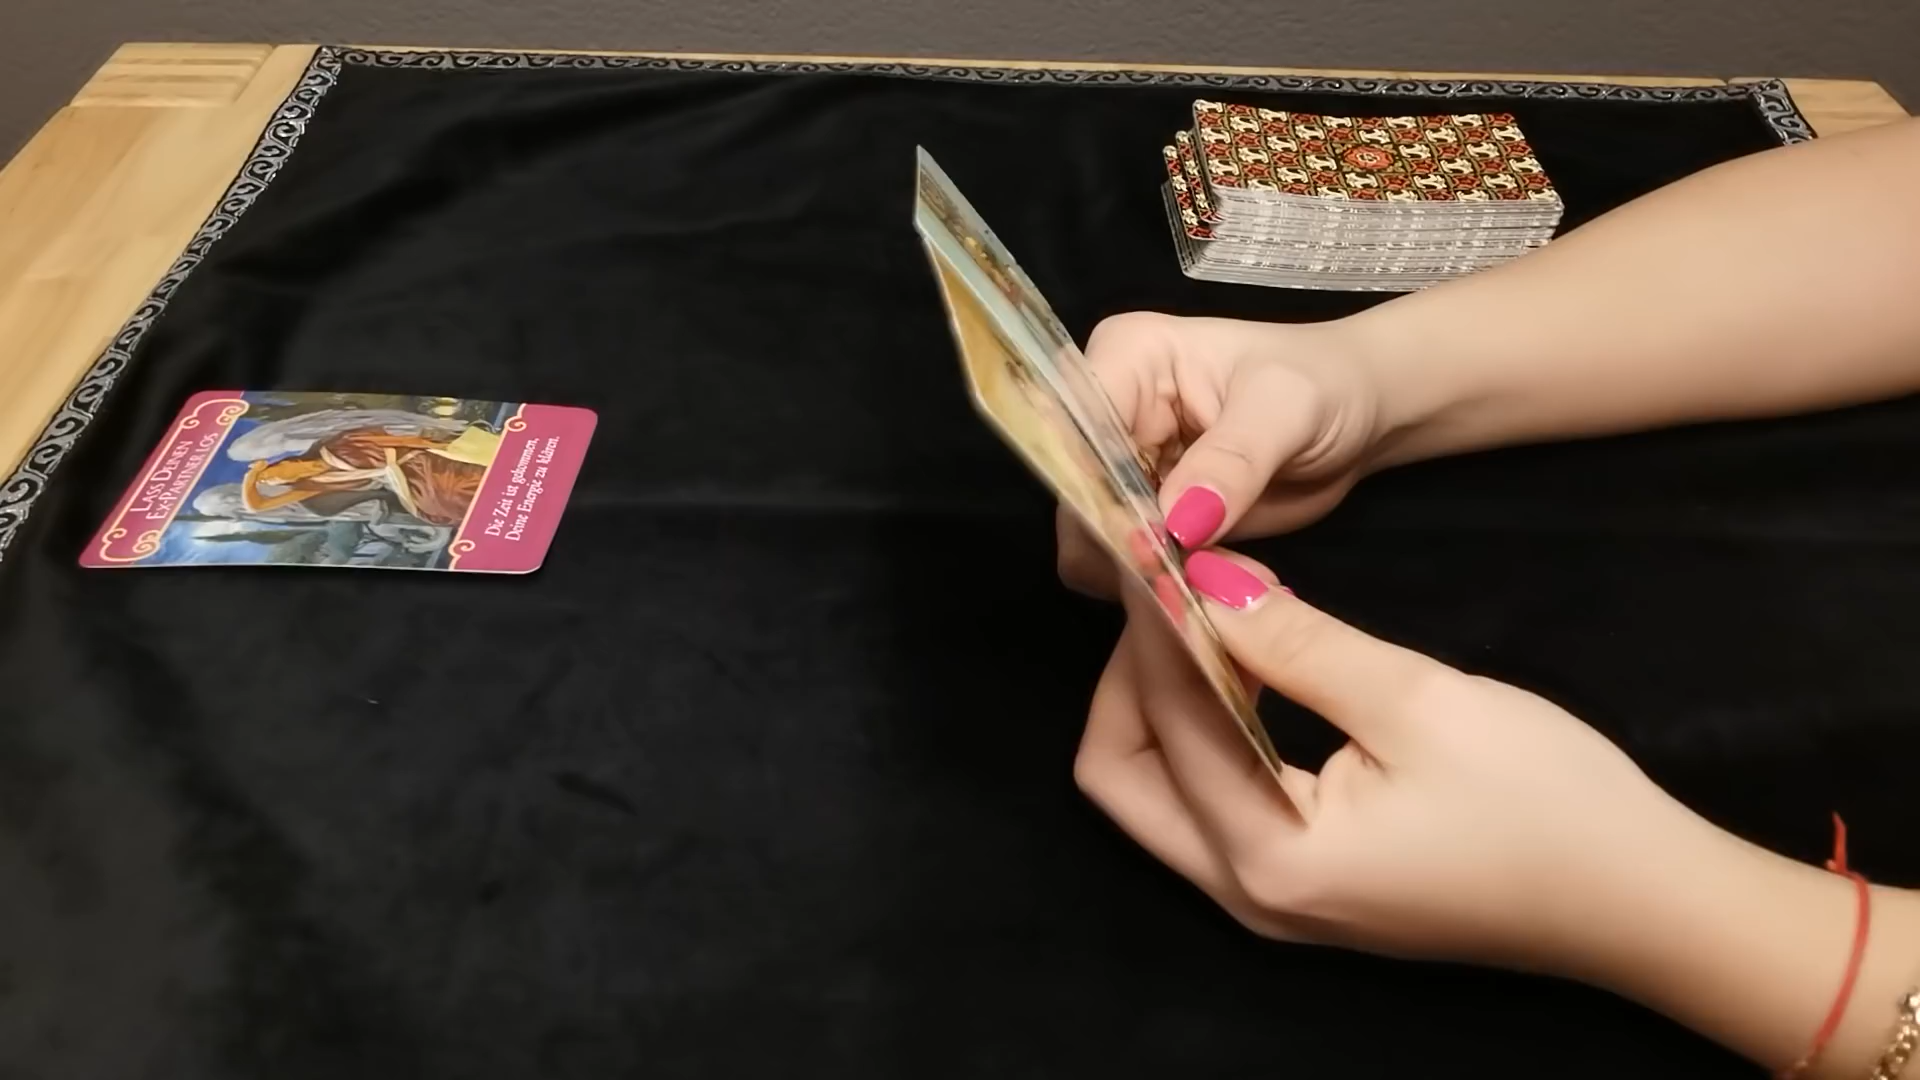 LASS DEINEN
EX-PARTNER LOS
Die Zeit ist gekommen,
Deine Energie zu klären.